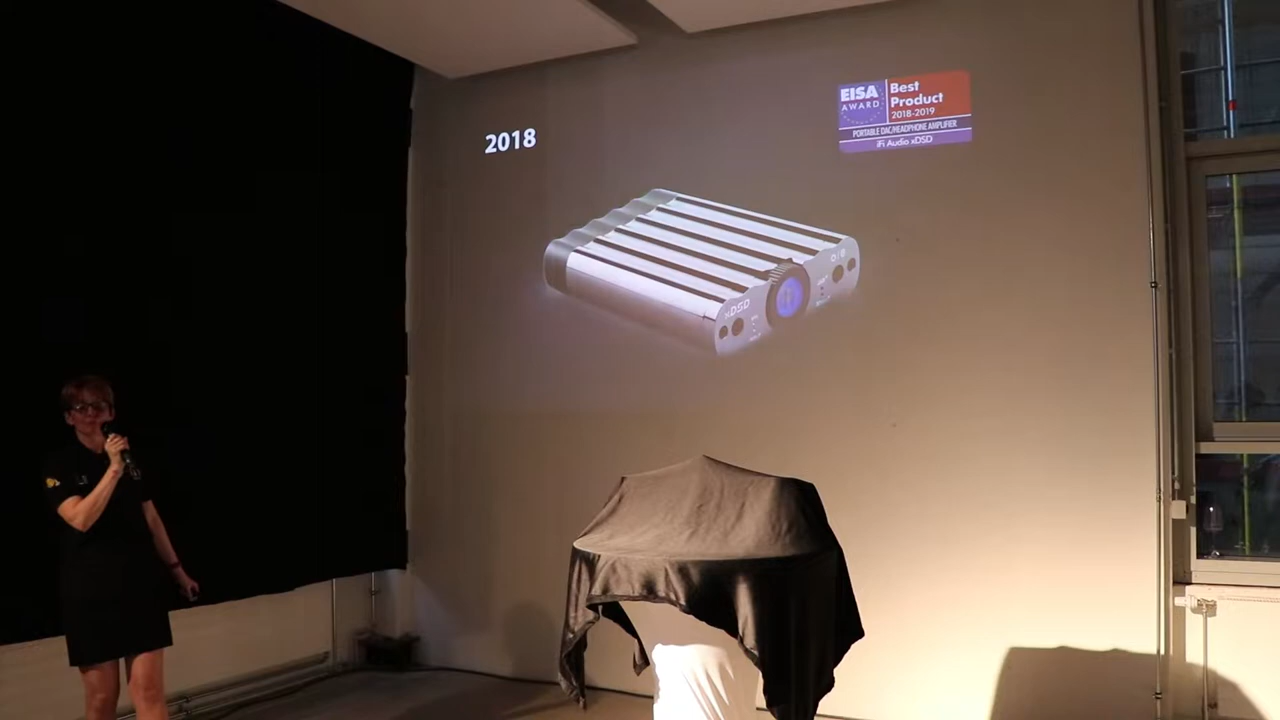 2018
EISA
AWARD
Best
Product
2018-2019
PORTABLE DAC/HEADPHONE AMPLIFIER
iFi Audio xDSD
xDSD